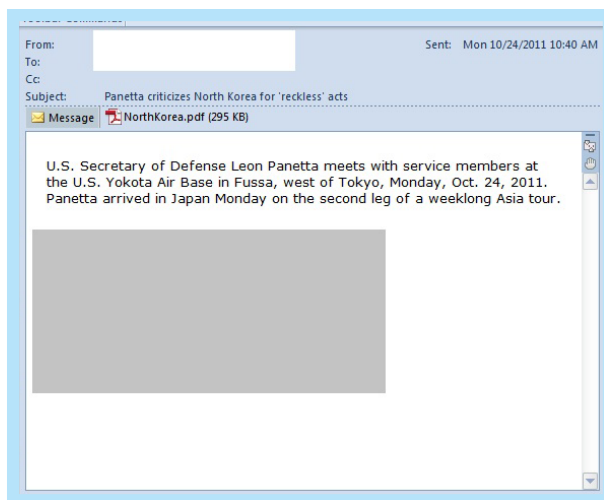 From:
Sent: Mon 10/24/2011 10:40 AM
To:
Cc:
Subject: Panetta criticizes North Korea for 'reckless' acts
Message NorthKorea.pdf (295 KB)
U.S. Secretary of Defense Leon Panetta meets with service members at
the U.S. Yokota Air Base in Fussa, west of Tokyo, Monday, Oct. 24, 2011.
Panetta arrived in Japan Monday on the second leg of a weeklong Asia tour.